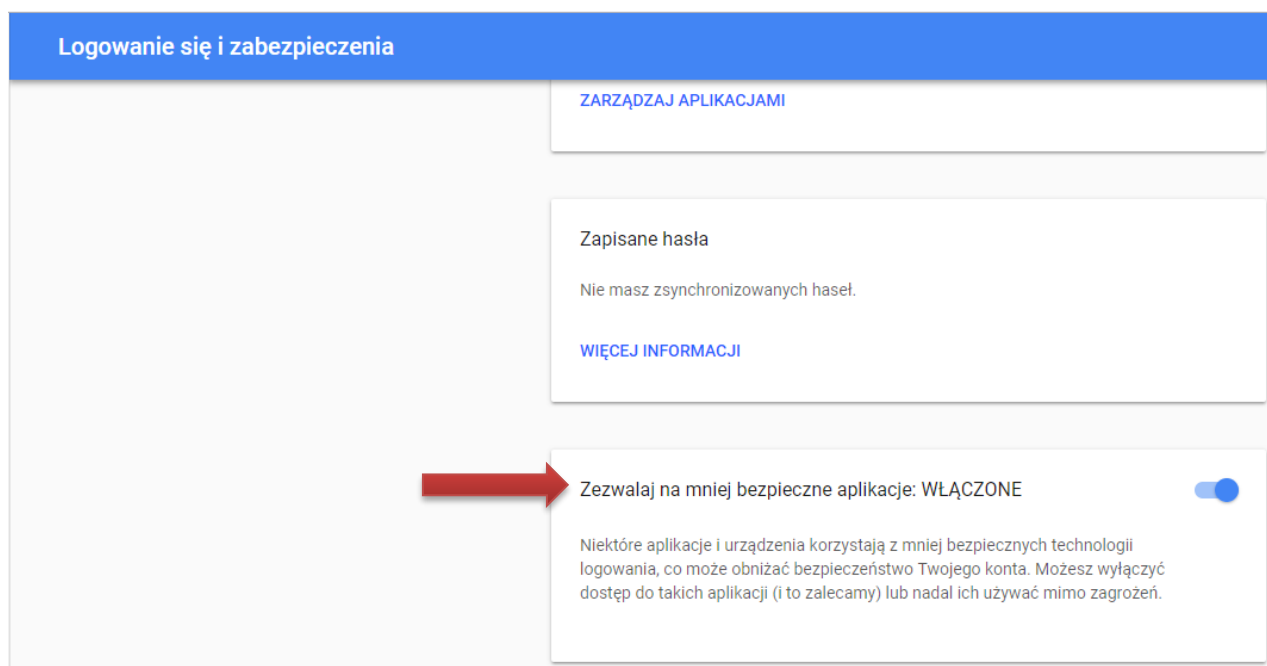 Logowanie się i zabezpieczenia
ZARZĄDZAJ APLIKACJAMI
Zapisane hasła
Nie masz zsynchronizowanych haseł.
WIĘCEJ INFORMACJI
Zezwalaj na mniej bezpieczne aplikacje: WŁĄCZONE
Niektóre aplikacje i urządzenia korzystają z mniej bezpiecznych technologii
logowania, co może obniżać bezpieczeństwo Twojego konta. Możesz wyłączyć
dostęp do takich aplikacji (i to zalecamy) lub nadal ich używać mimo zagrożeń.